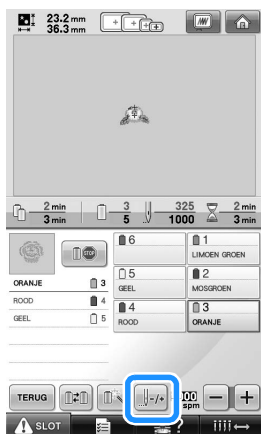 23.2 mm
36.3 mm
2 min
3 min
3
5
325
1000
2 min
3 min
ORANJE 3
ROOD 4
GEEL 5
6
1
LIMOEN GROEN
5
GEEL
2
MOSGROEN
4
ROOD
3
ORANJE
TERUG
-/+
spm
- +
SLOT
?